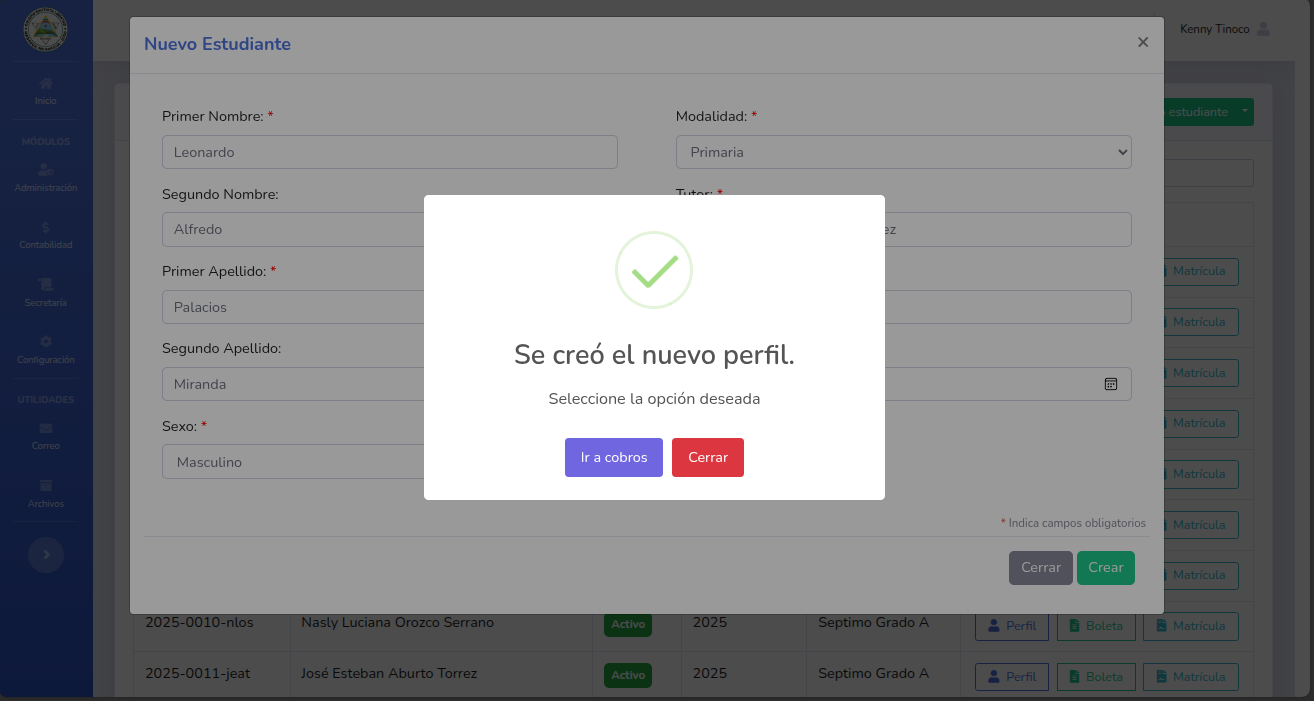 Nuevo Estudiante
×
Kenny Tinoco
Inicio
MÓDULOS
Administración
Contabilidad
Secretaría
Configuración
UTILIDADES
Correo
Archivos
estudiante
Primer Nombre: *
Leonardo
Modalidad: *
Primaria
Segundo Nombre:
Alfredo
Tutor: *
ez
Primer Apellido: *
Palacios
Segundo Apellido:
Miranda
Sexo: *
Masculino
Se creó el nuevo perfil.
Seleccione la opción deseada
Ir a cobros
Cerrar
* Indica campos obligatorios
Cerrar
Crear
Matrícula
Matrícula
Matrícula
Matrícula
Matrícula
Matrícula
Matrícula
2025-0010-nlos Nasly Luciana Orozco Serrano Activo 2025 Septimo Grado A Perfil Boleta Matrícula
2025-0011-jeat José Esteban Aburto Torrez Activo 2025 Septimo Grado A Perfil Boleta Matrícula